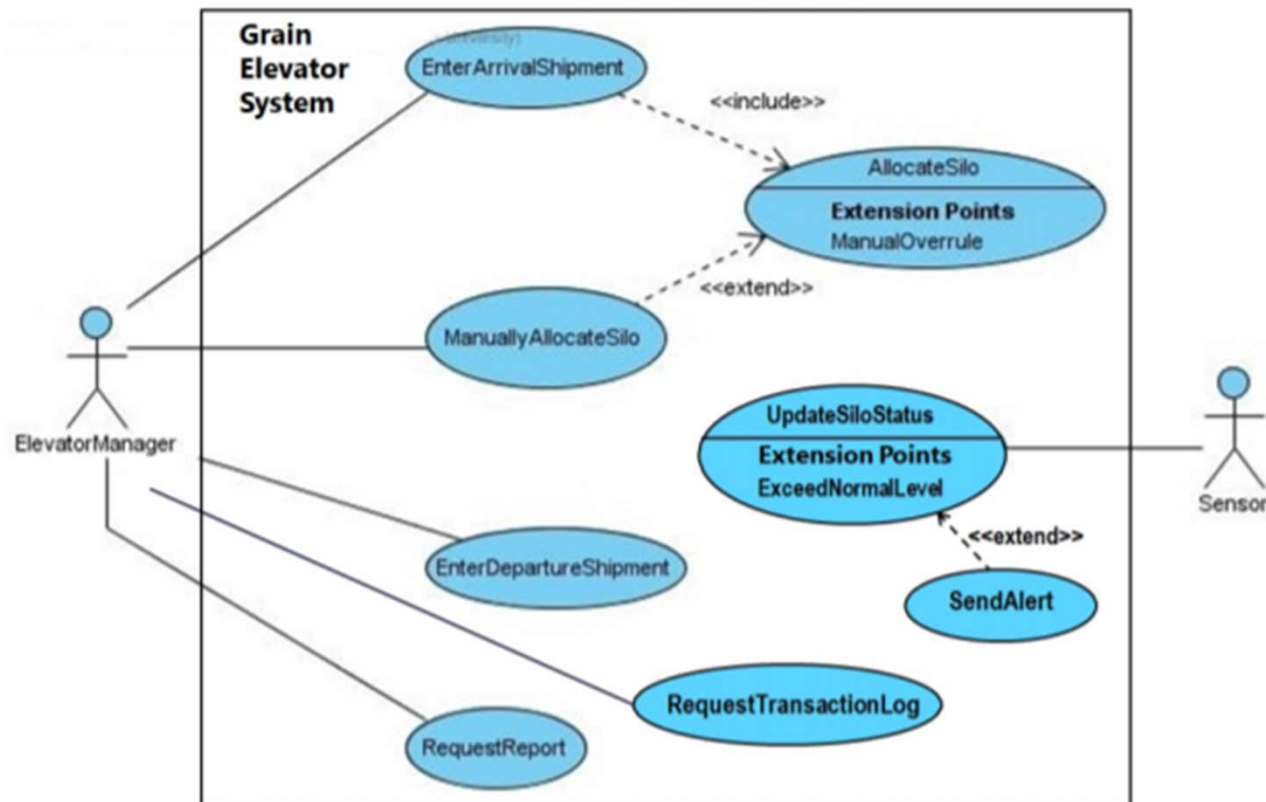 Grain
Elevator
System
EnterArrivalShipment
<<include>>
AllocateSilo
Extension Points
ManualOverrule
<<extend>>
ManuallyAllocateSilo
ElevatorManager
UpdateSiloStatus
Extension Points
ExceedNormalLevel
Sensor
<<extend>>
EnterDepartureShipment
SendAlert
RequestTransactionLog
RequestReport